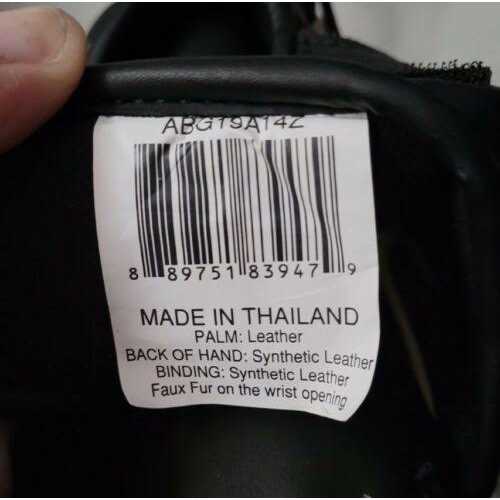 ABG19A14Z
8 89751 83947 9
MADE IN THAILAND
PALM: Leather
BACK OF HAND: Synthetic Leather
BINDING: Synthetic Leather
Faux Fur on the wrist opening